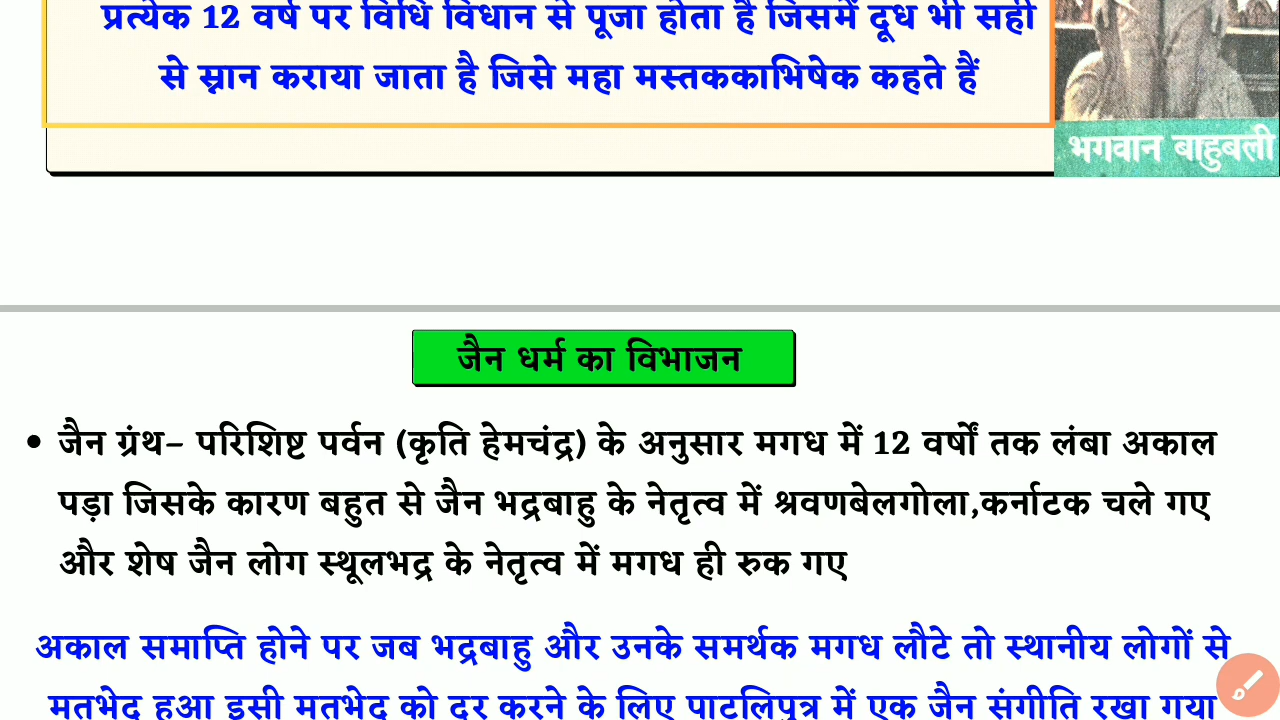 प्रत्येक 12 वर्ष पर विधि विधान से पूजा होता है जिसमें दूध भी सही
से स्नान कराया जाता है जिसे महा मस्तककाभिषेक कहते हैं
भगवान बाहुबली
जैन धर्म का विभाजन
• जैन ग्रंथ– परिशिष्ट पर्वन (कृति हेमचंद्र) के अनुसार मगध में 12 वर्षों तक लंबा अकाल
पड़ा जिसके कारण बहुत से जैन भद्रबाहु के नेतृत्व में श्रवणबेलगोला,कर्नाटक चले गए
और शेष जैन लोग स्थूलभद्र के नेतृत्व में मगध ही रुक गए
अकाल समाप्ति होने पर जब भद्रबाहु और उनके समर्थक मगध लौटे तो स्थानीय लोगों से
मतभेद हुआ इसी मतभेद को दूर करने के लिए पाटलिपुत्र में एक जैन संगीति रखा गया